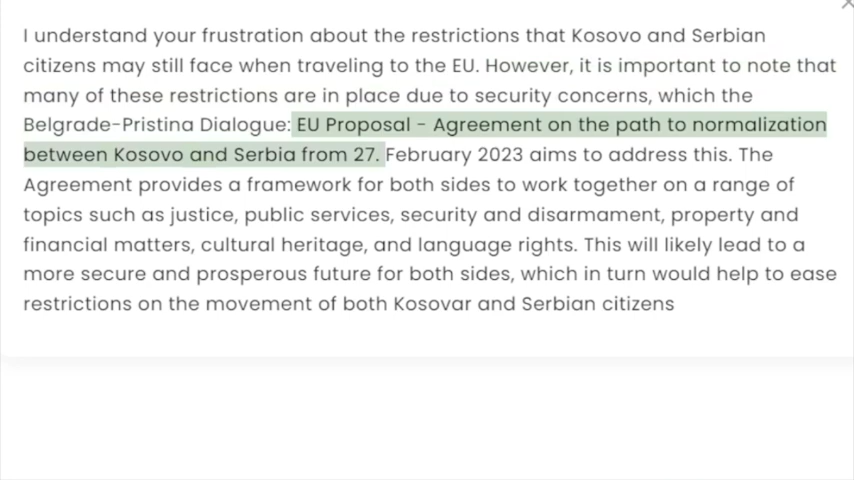 I understand your frustration about the restrictions that Kosovo and Serbian
citizens may still face when traveling to the EU. However, it is important to note that
many of these restrictions are in place due to security concerns, which the
Belgrade-Pristina Dialogue: EU Proposal - Agreement on the path to normalization
between Kosovo and Serbia from 27. February 2023 aims to address this. The
Agreement provides a framework for both sides to work together on a range of
topics such as justice, public services, security and disarmament, property and
financial matters, cultural heritage, and language rights. This will likely lead to a
more secure and prosperous future for both sides, which in turn would help to ease
restrictions on the movement of both Kosovar and Serbian citizens